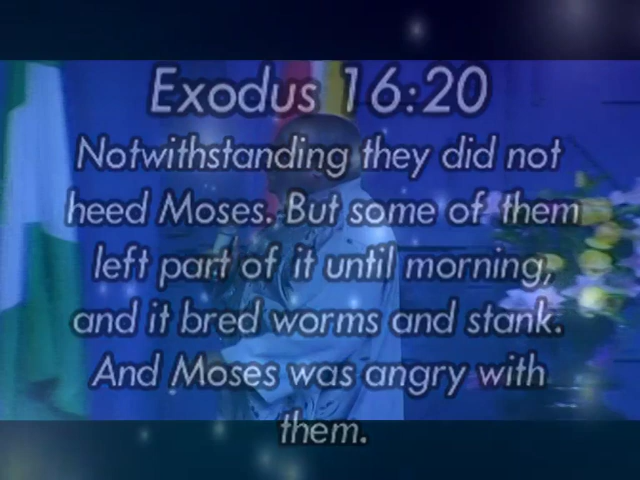 Exodus 16:20
Notwithstanding they did not
heed Moses. But some of them
left part of it until morning,
and it bred worms and stank.
And Moses was angry with
them.